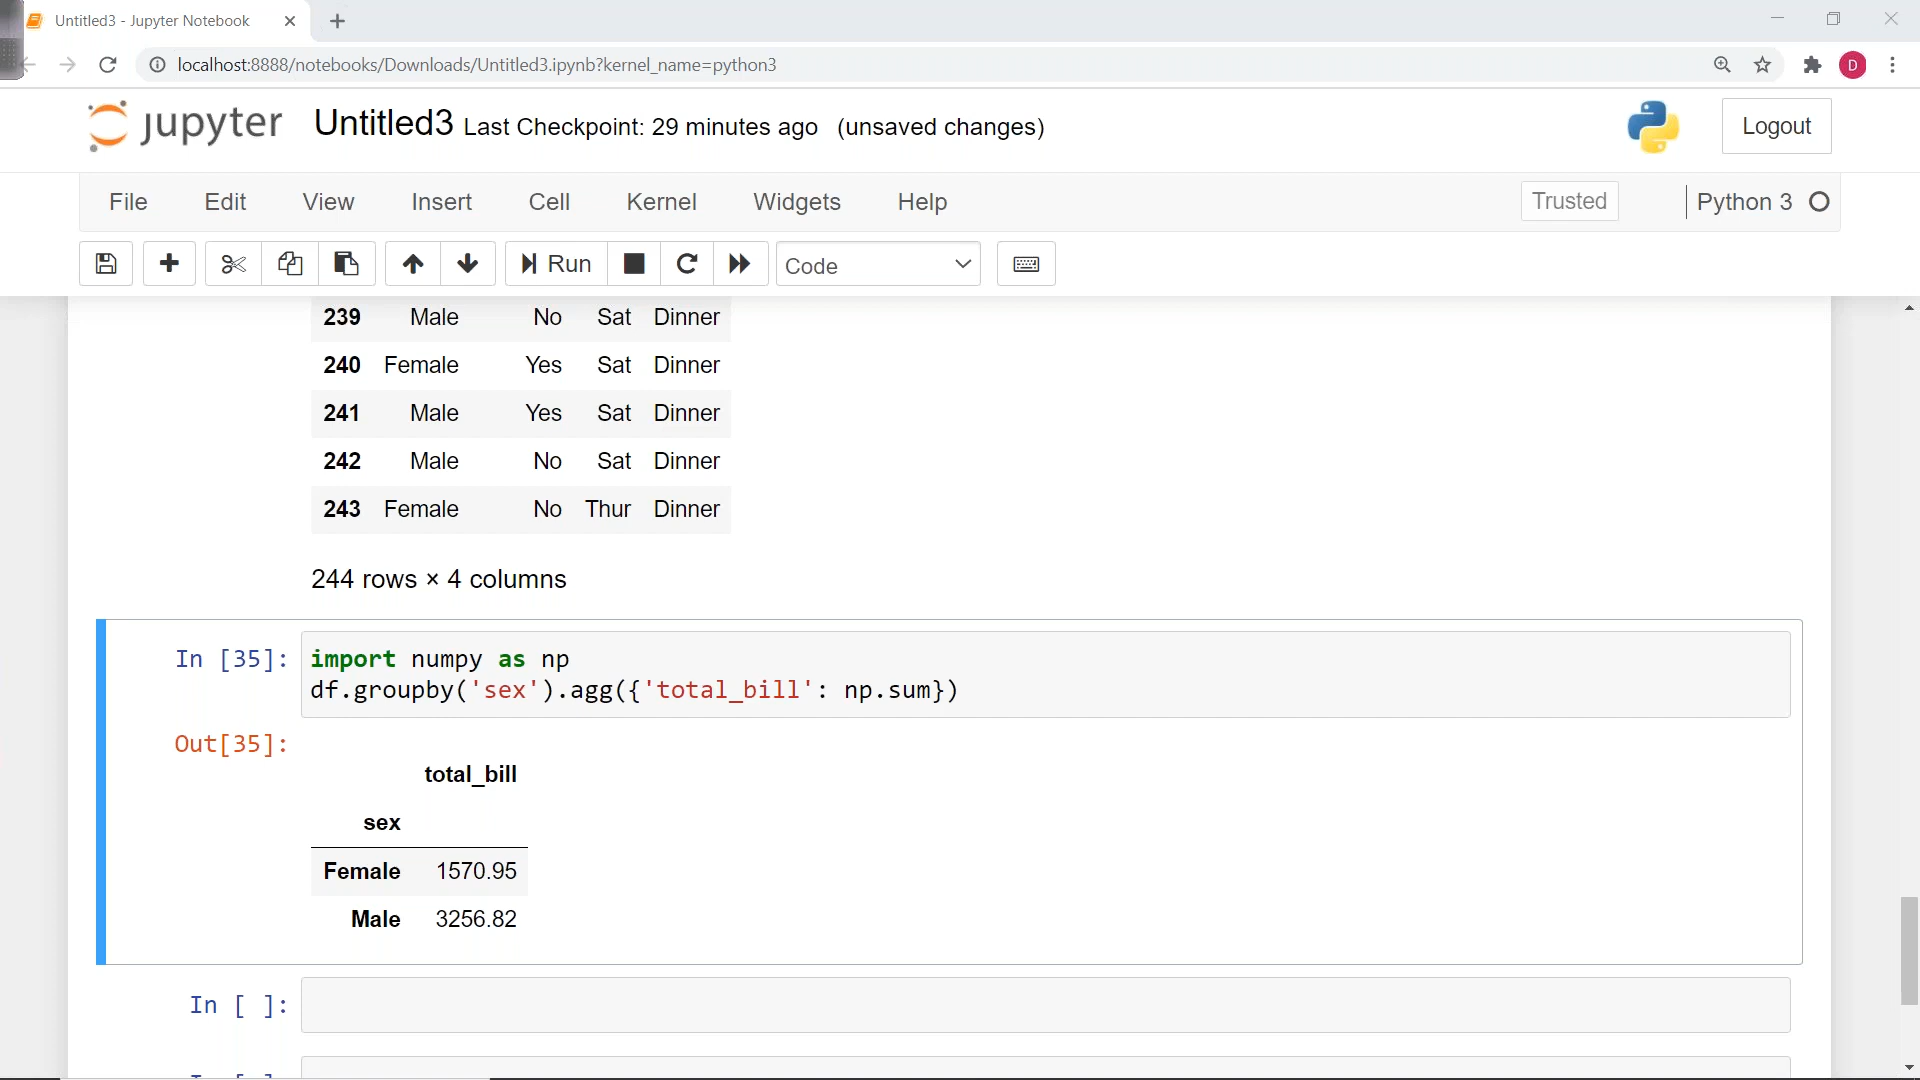 Untitled3 - Jupyter Notebook
localhost:8888/notebooks/Downloads/Untitled3.ipynb?kernel_name=python3
D
jupyter Untitled3 Last Checkpoint: 29 minutes ago (unsaved changes)
Logout
File Edit View Insert Cell Kernel Widgets Help
Trusted
Python 3
Run
Code
239 Male No Sat Dinner
240 Female Yes Sat Dinner
241 Male Yes Sat Dinner
242 Male No Sat Dinner
243 Female No Thur Dinner
244 rows × 4 columns
In [35]: import numpy as np
df.groupby('sex').agg({'total_bill': np.sum})
Out[35]:
total_bill
sex
Female 1570.95
Male 3256.82
In [ ]: